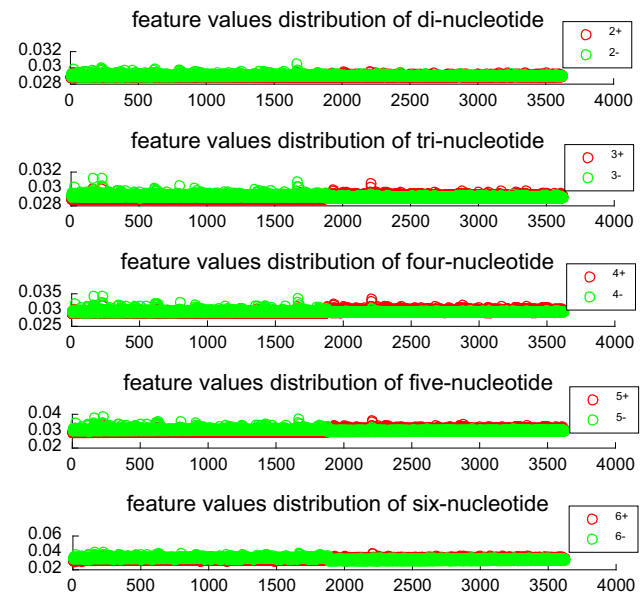 feature values distribution of di-nucleotide
2+
2-
0.032
0.03
0.028
0 500 1000 1500 2000 2500 3000 3500 4000
feature values distribution of tri-nucleotide
3+
3-
0.032
0.03
0.028
0 500 1000 1500 2000 2500 3000 3500 4000
feature values distribution of four-nucleotide
4+
4-
0.035
0.03
0.025
0 500 1000 1500 2000 2500 3000 3500 4000
feature values distribution of five-nucleotide
5+
5-
0.04
0.03
0.02
0 500 1000 1500 2000 2500 3000 3500 4000
feature values distribution of six-nucleotide
6+
6-
0.06
0.04
0.02
0 500 1000 1500 2000 2500 3000 3500 4000